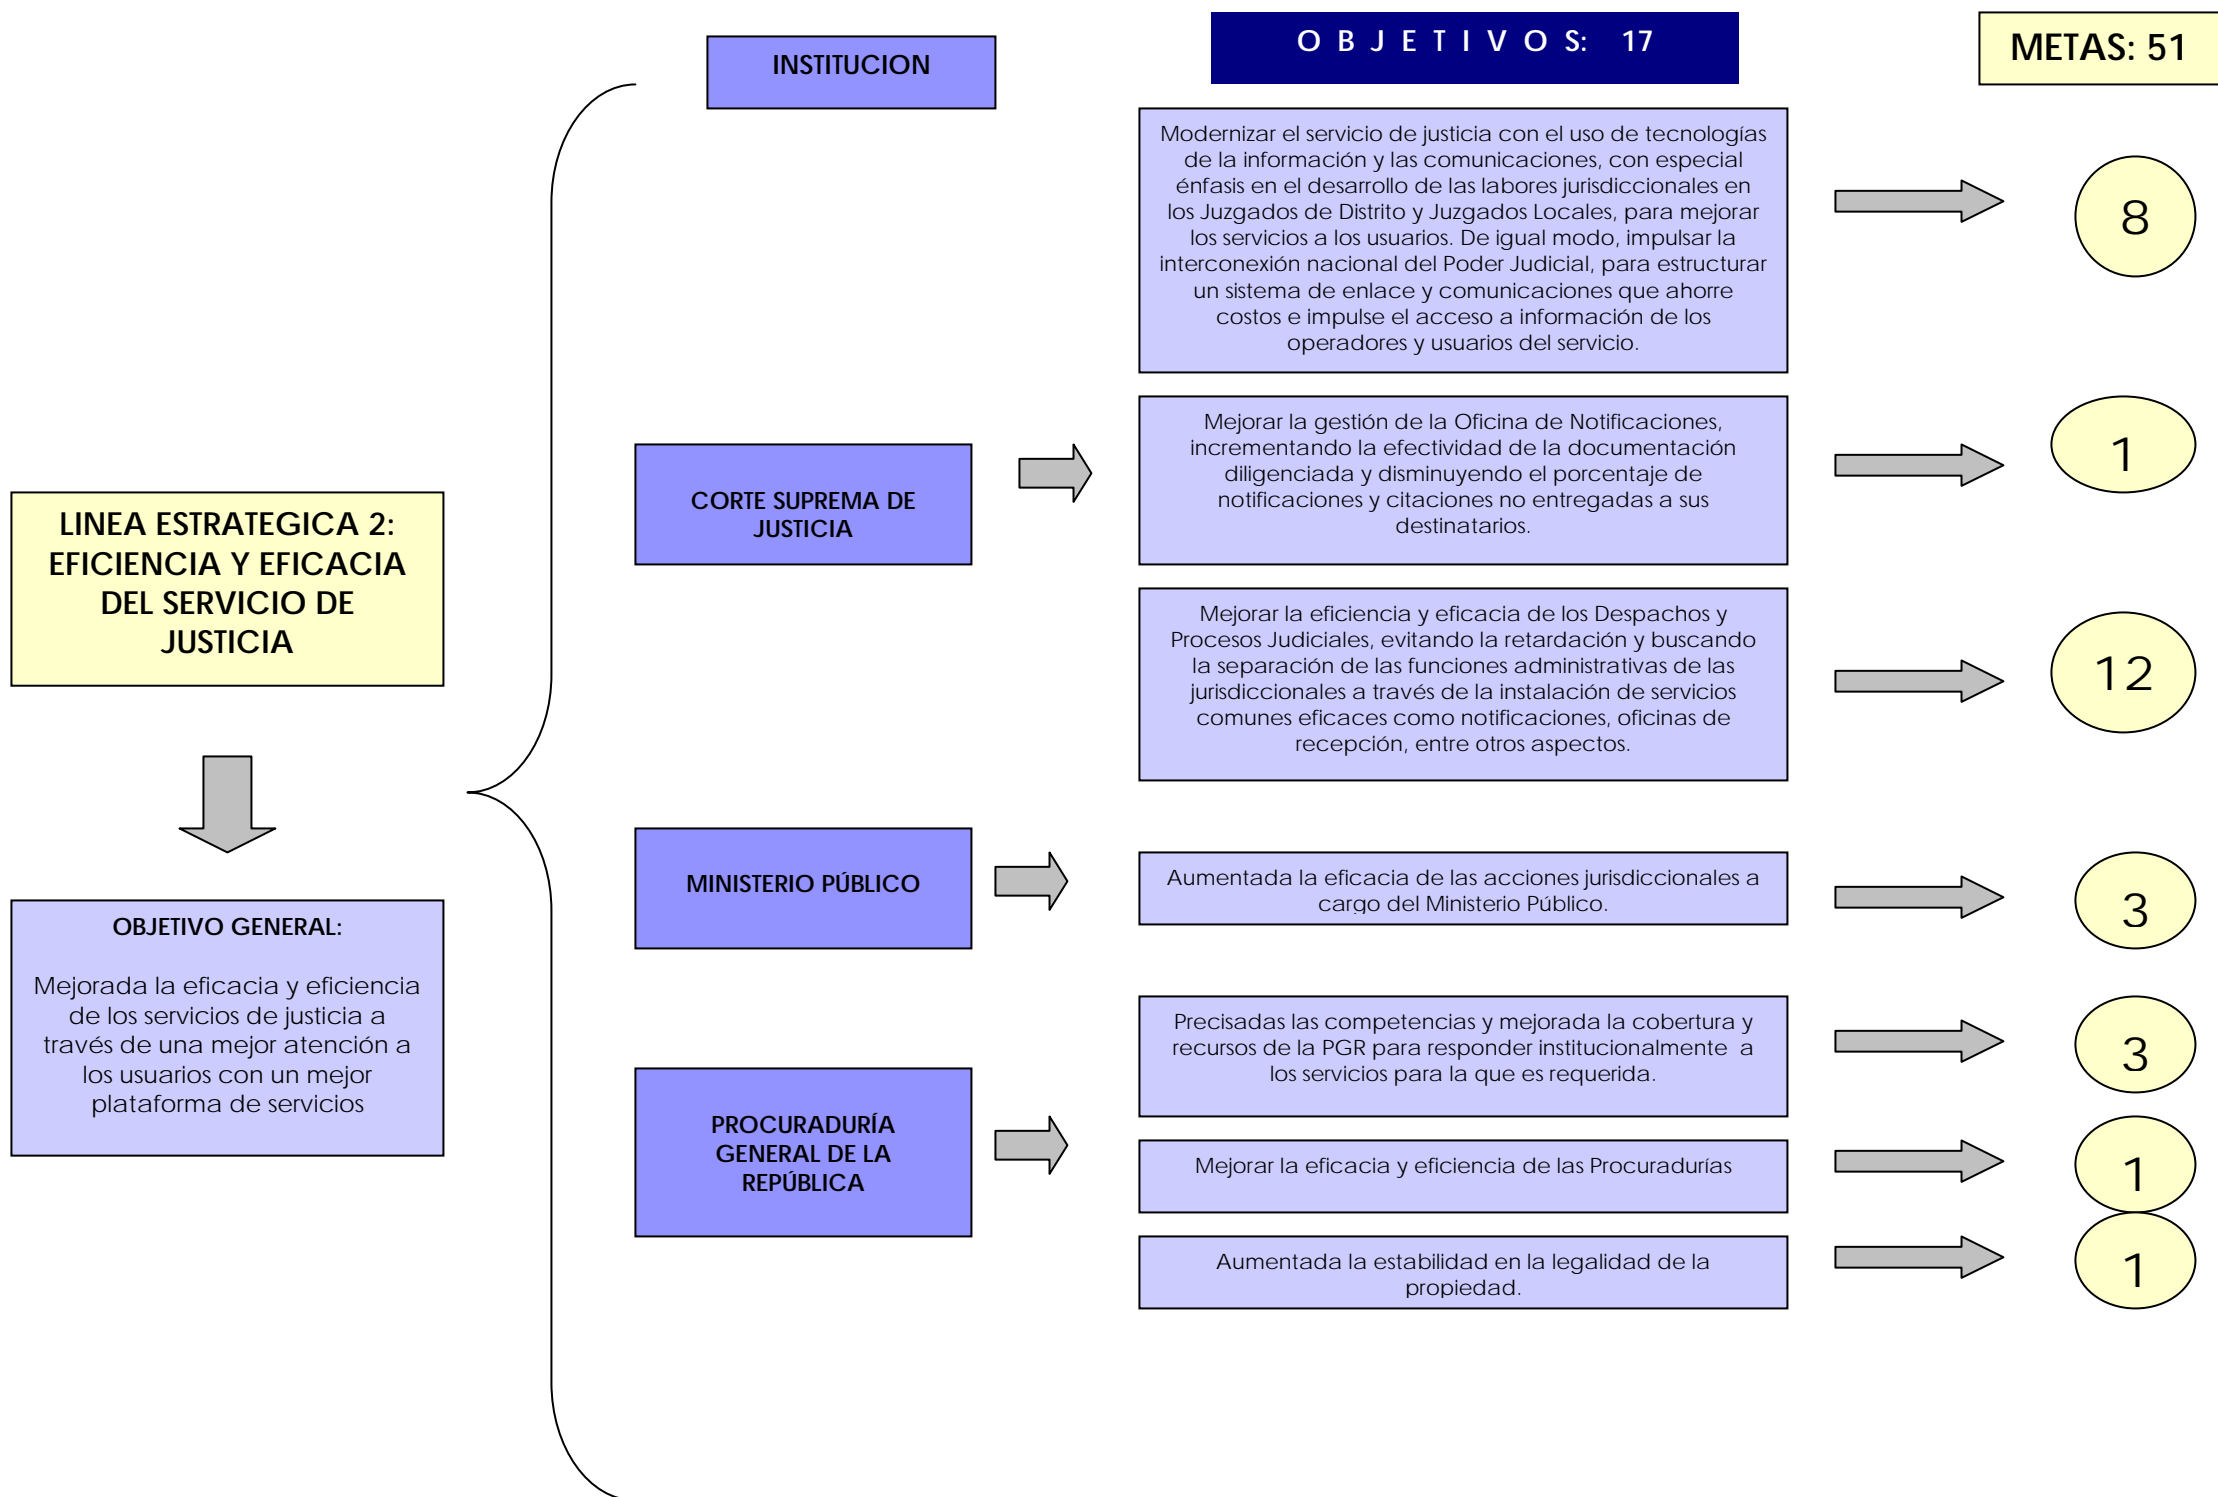 INSTITUCION
O B J E T I V O S: 17
METAS: 51
LINEA ESTRATEGICA 2:
EFICIENCIA Y EFICACIA
DEL SERVICIO DE
JUSTICIA
OBJETIVO GENERAL:
Mejorada la eficacia y eficiencia
de los servicios de justicia a
través de una mejor atención a
los usuarios con un mejor
plataforma de servicios
CORTE SUPREMA DE
JUSTICIA
Modernizar el servicio de justicia con el uso de tecnologías
de la información y las comunicaciones, con especial
énfasis en el desarrollo de las labores jurisdiccionales en
los Juzgados de Distrito y Juzgados Locales, para mejorar
los servicios a los usuarios. De igual modo, impulsar la
interconexión nacional del Poder Judicial, para estructurar
un sistema de enlace y comunicaciones que ahorre
costos e impulse el acceso a información de los
operadores y usuarios del servicio.
8
Mejorar la gestión de la Oficina de Notificaciones,
incrementando la efectividad de la documentación
diligenciada y disminuyendo el porcentaje de
notificaciones y citaciones no entregadas a sus
destinatarios.
1
Mejorar la eficiencia y eficacia de los Despachos y
Procesos Judiciales, evitando la retardación y buscando
la separación de las funciones administrativas de las
jurisdiccionales a través de la instalación de servicios
comunes eficaces como notificaciones, oficinas de
recepción, entre otros aspectos.
12
MINISTERIO PÚBLICO
Aumentada la eficacia de las acciones jurisdiccionales a
cargo del Ministerio Público.
3
PROCURADURÍA
GENERAL DE LA
REPÚBLICA
Precisadas las competencias y mejorada la cobertura y
recursos de la PGR para responder institucionalmente a
los servicios para la que es requerida.
3
Mejorar la eficacia y eficiencia de las Procuradurías
1
Aumentada la estabilidad en la legalidad de la
propiedad.
1